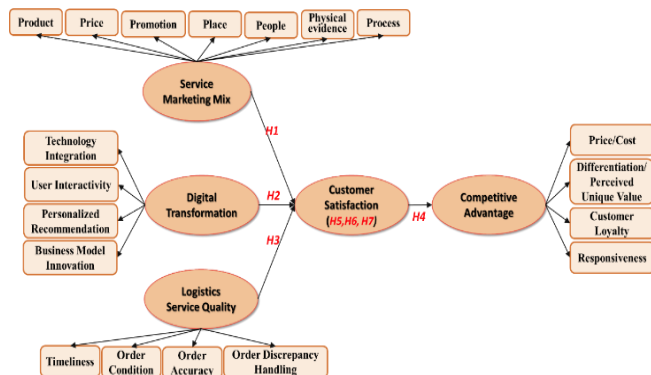 Product
Price
Promotion
Place
People
Physical
evidence
Process
Service
Marketing Mix
H1
Technology
Integration
User Interactivity
Personalized
Recommendation
Business Model
Innovation
Digital
Transformation
H2
Customer
Satisfaction
(H5,H6, H7)
H4
Competitive
Advantage
Price/Cost
Differentiation/
Perceived
Unique Value
Customer
Loyalty
Responsiveness
H3
Logistics
Service Quality
Timeliness
Order
Condition
Order
Accuracy
Order Discrepancy
Handling